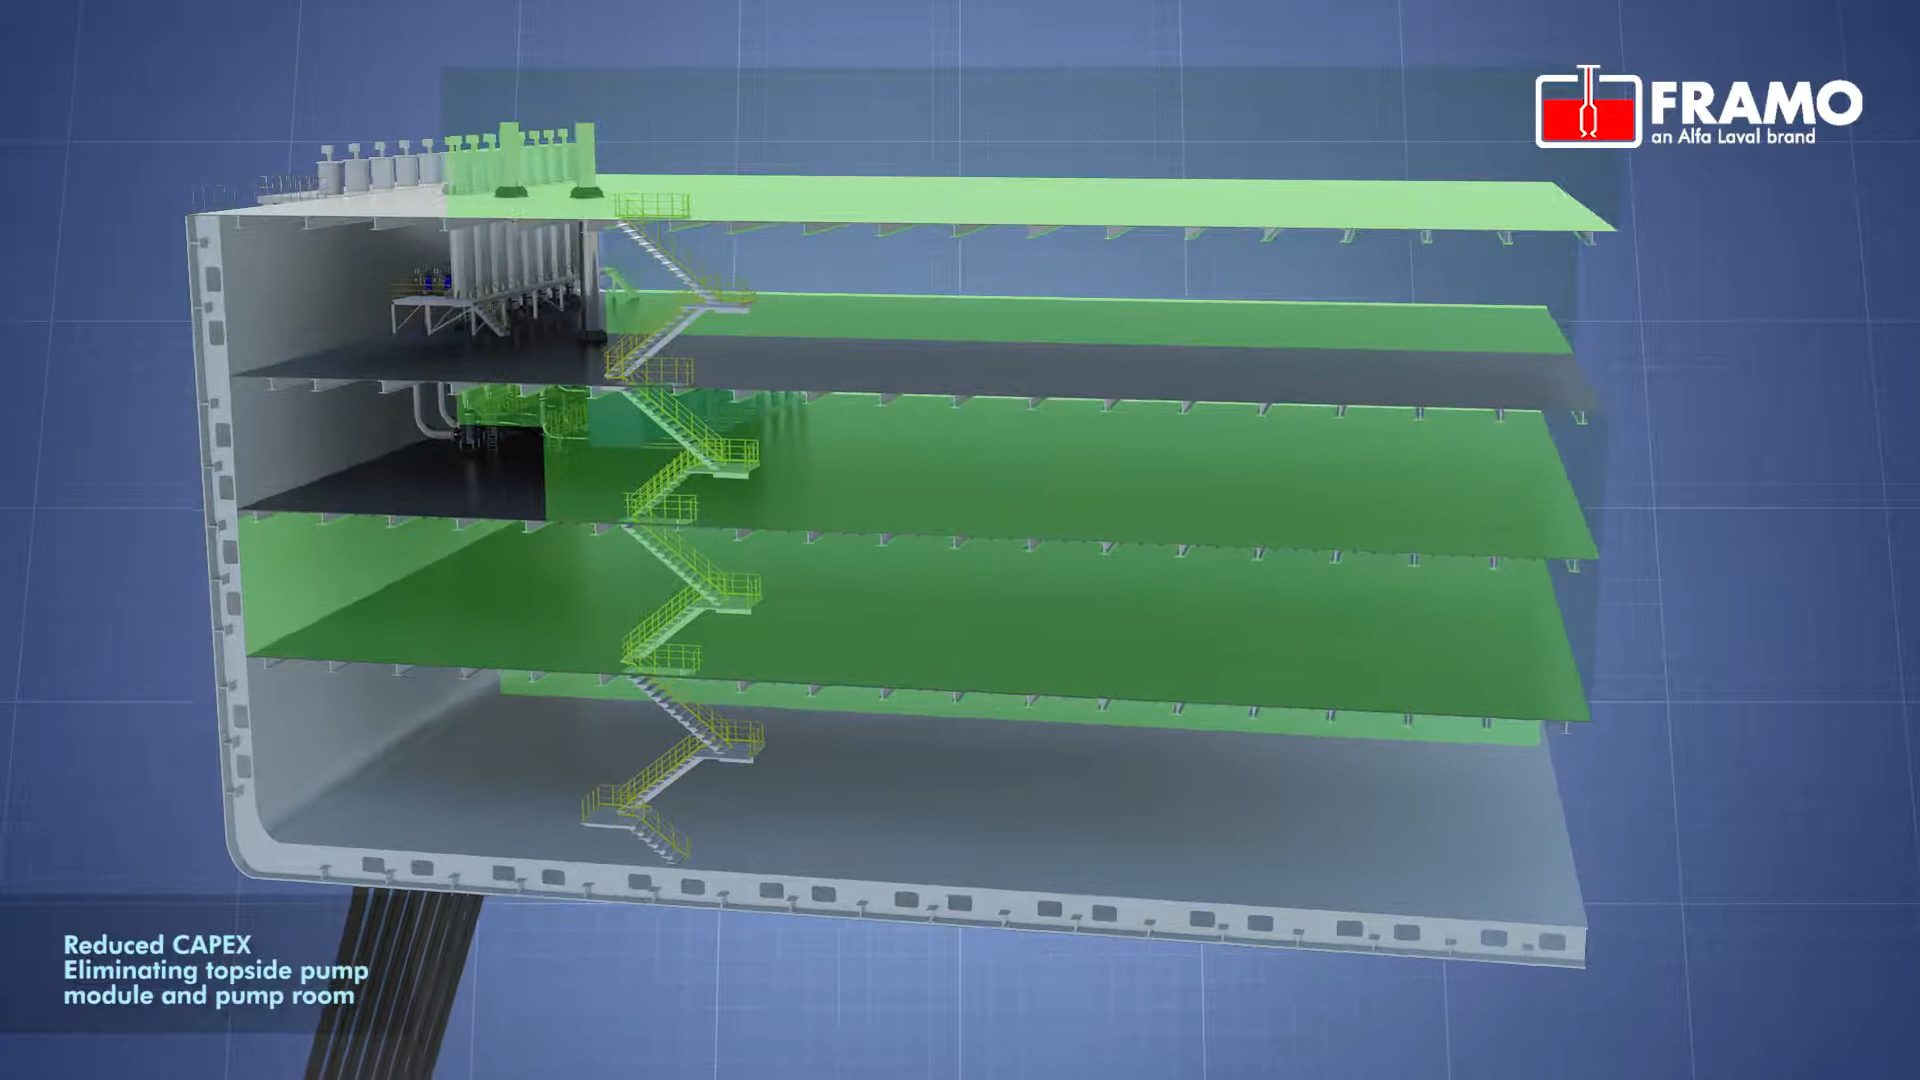 FRAMO
an Alfa Laval brand
Reduced CAPEX
Eliminating topside pump
module and pump room